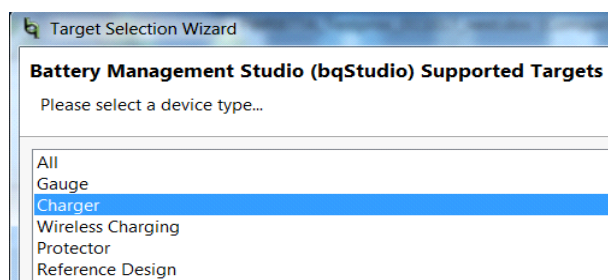 Target Selection Wizard
Battery Management Studio (bqStudio) Supported Targets
Please select a device type...
All
Gauge
Charger
Wireless Charging
Protector
Reference Design